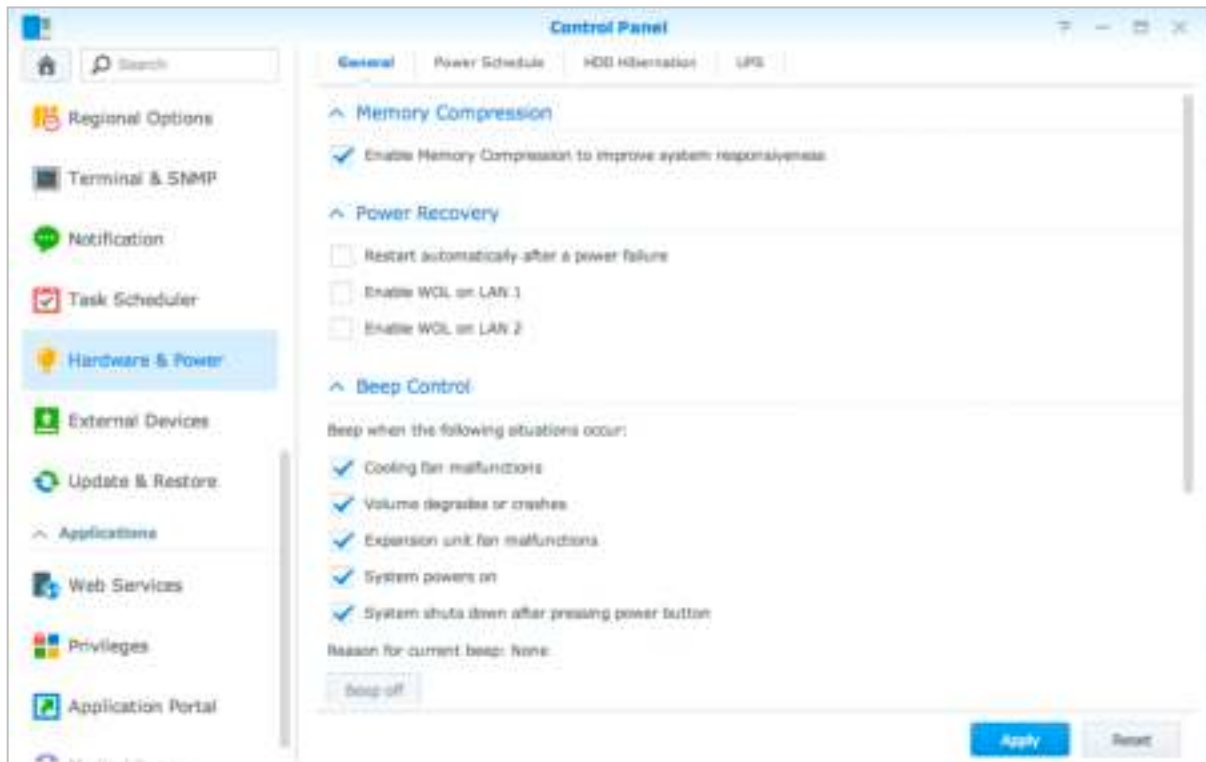 Control Panel
Search
General Power Schedule HDD Hibernation UPS
Regional Options
Terminal & SNMP
Notification
Task Scheduler
Hardware & Power
External Devices
Update & Restore
Applications
Web Services
Privileges
Application Portal
Memory Compression
Enable Memory Compression to improve system responsiveness
Power Recovery
Restart automatically after a power failure
Enable WOL on LAN 1
Enable WOL on LAN 2
Beep Control
Beep when the following situations occur:
Cooling fan malfunctions
Volume degrades or crashes
Expansion unit fan malfunctions
System powers on
System shuts down after pressing power button
Reason for current beep: None
Beep off
Apply Reset